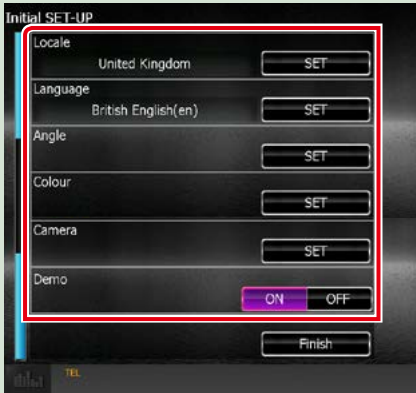 Initial SET-UP
Locale
United Kingdom SET
Language
British English(en) SET
Angle
SET
Colour
SET
Camera
SET
Demo
ON OFF
Finish
TEL